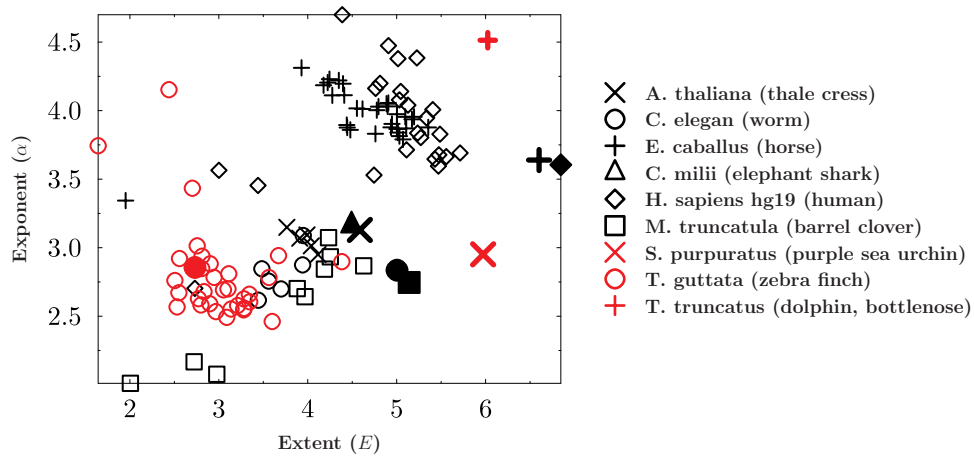 4.5
4.0
3.5
3.0
2.5
Exponent (α)
2 3 4 5 6
Extent (E)
A. thaliana (thale cress)
C. elegan (worm)
E. caballus (horse)
C. milii (elephant shark)
H. sapiens hg19 (human)
M. truncatula (barrel clover)
S. purpuratus (purple sea urchin)
T. guttata (zebra finch)
T. truncatus (dolphin, bottlenose)